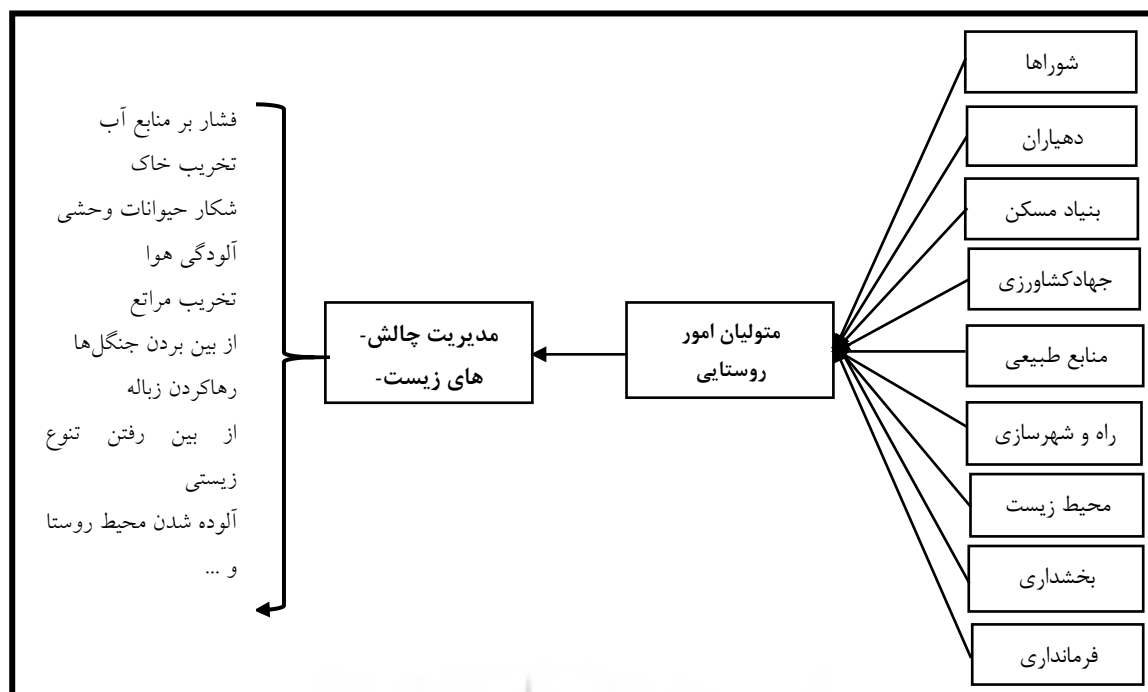 شوراها
دهیاران
بنیاد مسکن
جهادکشاورزی
منابع طبیعی
راه و شهرسازی
محیط زیست
بخشداری
فرمانداری
متولیان امور
روستایی
مدیریت چالش-
های زیست-
فشار بر منابع آب
تخریب خاک
شکار حیوانات وحشی
آلودگی هوا
تخریب مراتع
از بین بردن جنگل‌ها
رهاکردن زباله
از بین رفتن تنوع
زیستی
آلوده شدن محیط روستا
و ...